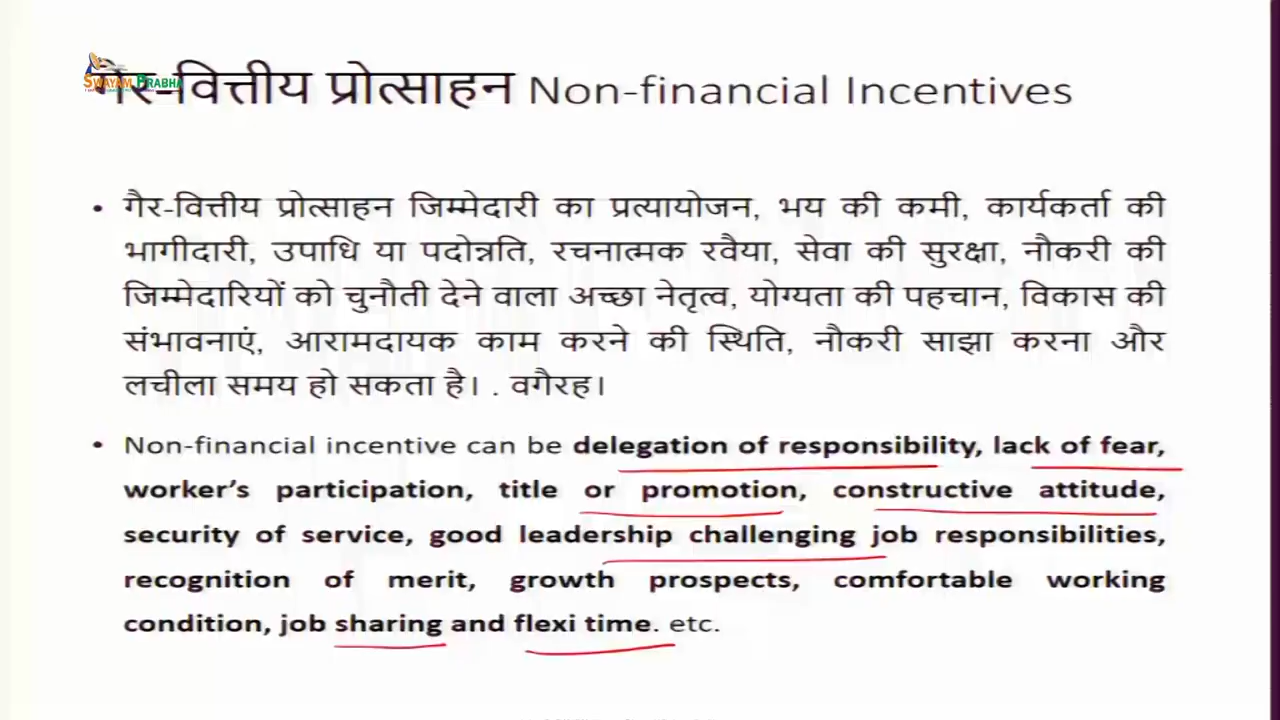 SWAYAM PRABHA
गैर-वित्तीय प्रोत्साहन Non-financial Incentives
• गैर-वित्तीय प्रोत्साहन जिम्मेदारी का प्रत्यायोजन, भय की कमी, कार्यकर्ता की
भागीदारी, उपाधि या पदोन्नति, रचनात्मक रवैया, सेवा की सुरक्षा, नौकरी की
जिम्मेदारियों को चुनौती देने वाला अच्छा नेतृत्व, योग्यता की पहचान, विकास की
संभावनाएं, आरामदायक काम करने की स्थिति, नौकरी साझा करना और
लचीला समय हो सकता है। . वगैरह।
• Non-financial incentive can be delegation of responsibility, lack of fear,
worker’s participation, title or promotion, constructive attitude,
security of service, good leadership challenging job responsibilities,
recognition of merit, growth prospects, comfortable working
condition, job sharing and flexi time. etc.